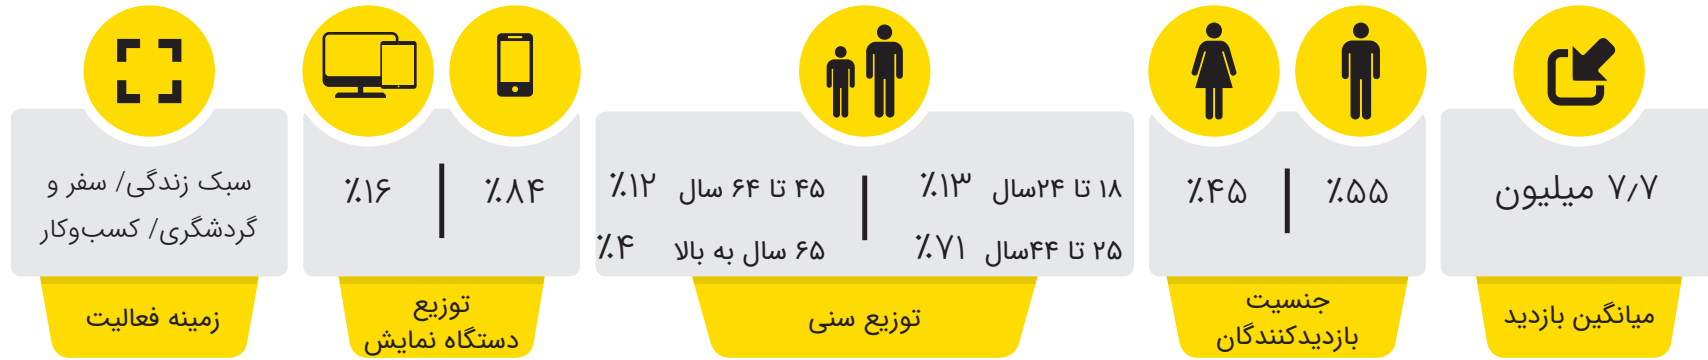 ۷٫۷ میلیون
میانگین بازدید
٪۵۵
٪۴۵
جنسیت
بازدیدکنندگان
۱۸ تا ۲۴سال ٪۱۳
۲۵ تا ۴۴سال ٪۷۱
۴۵ تا ۶۴ سال ٪۱۲
۶۵ سال به بالا ٪۴
توزیع سنی
٪۸۴
٪۱۶
توزیع
دستگاه نمایش
سبک زندگی/ سفر و
گردشگری/ کسب‌وکار
زمینه فعالیت